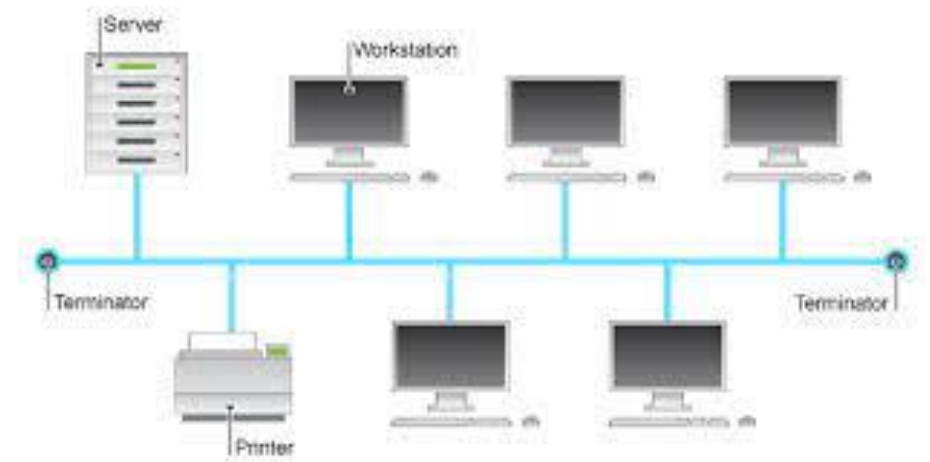 Server
Workstation
Terminator
Terminator
Printer